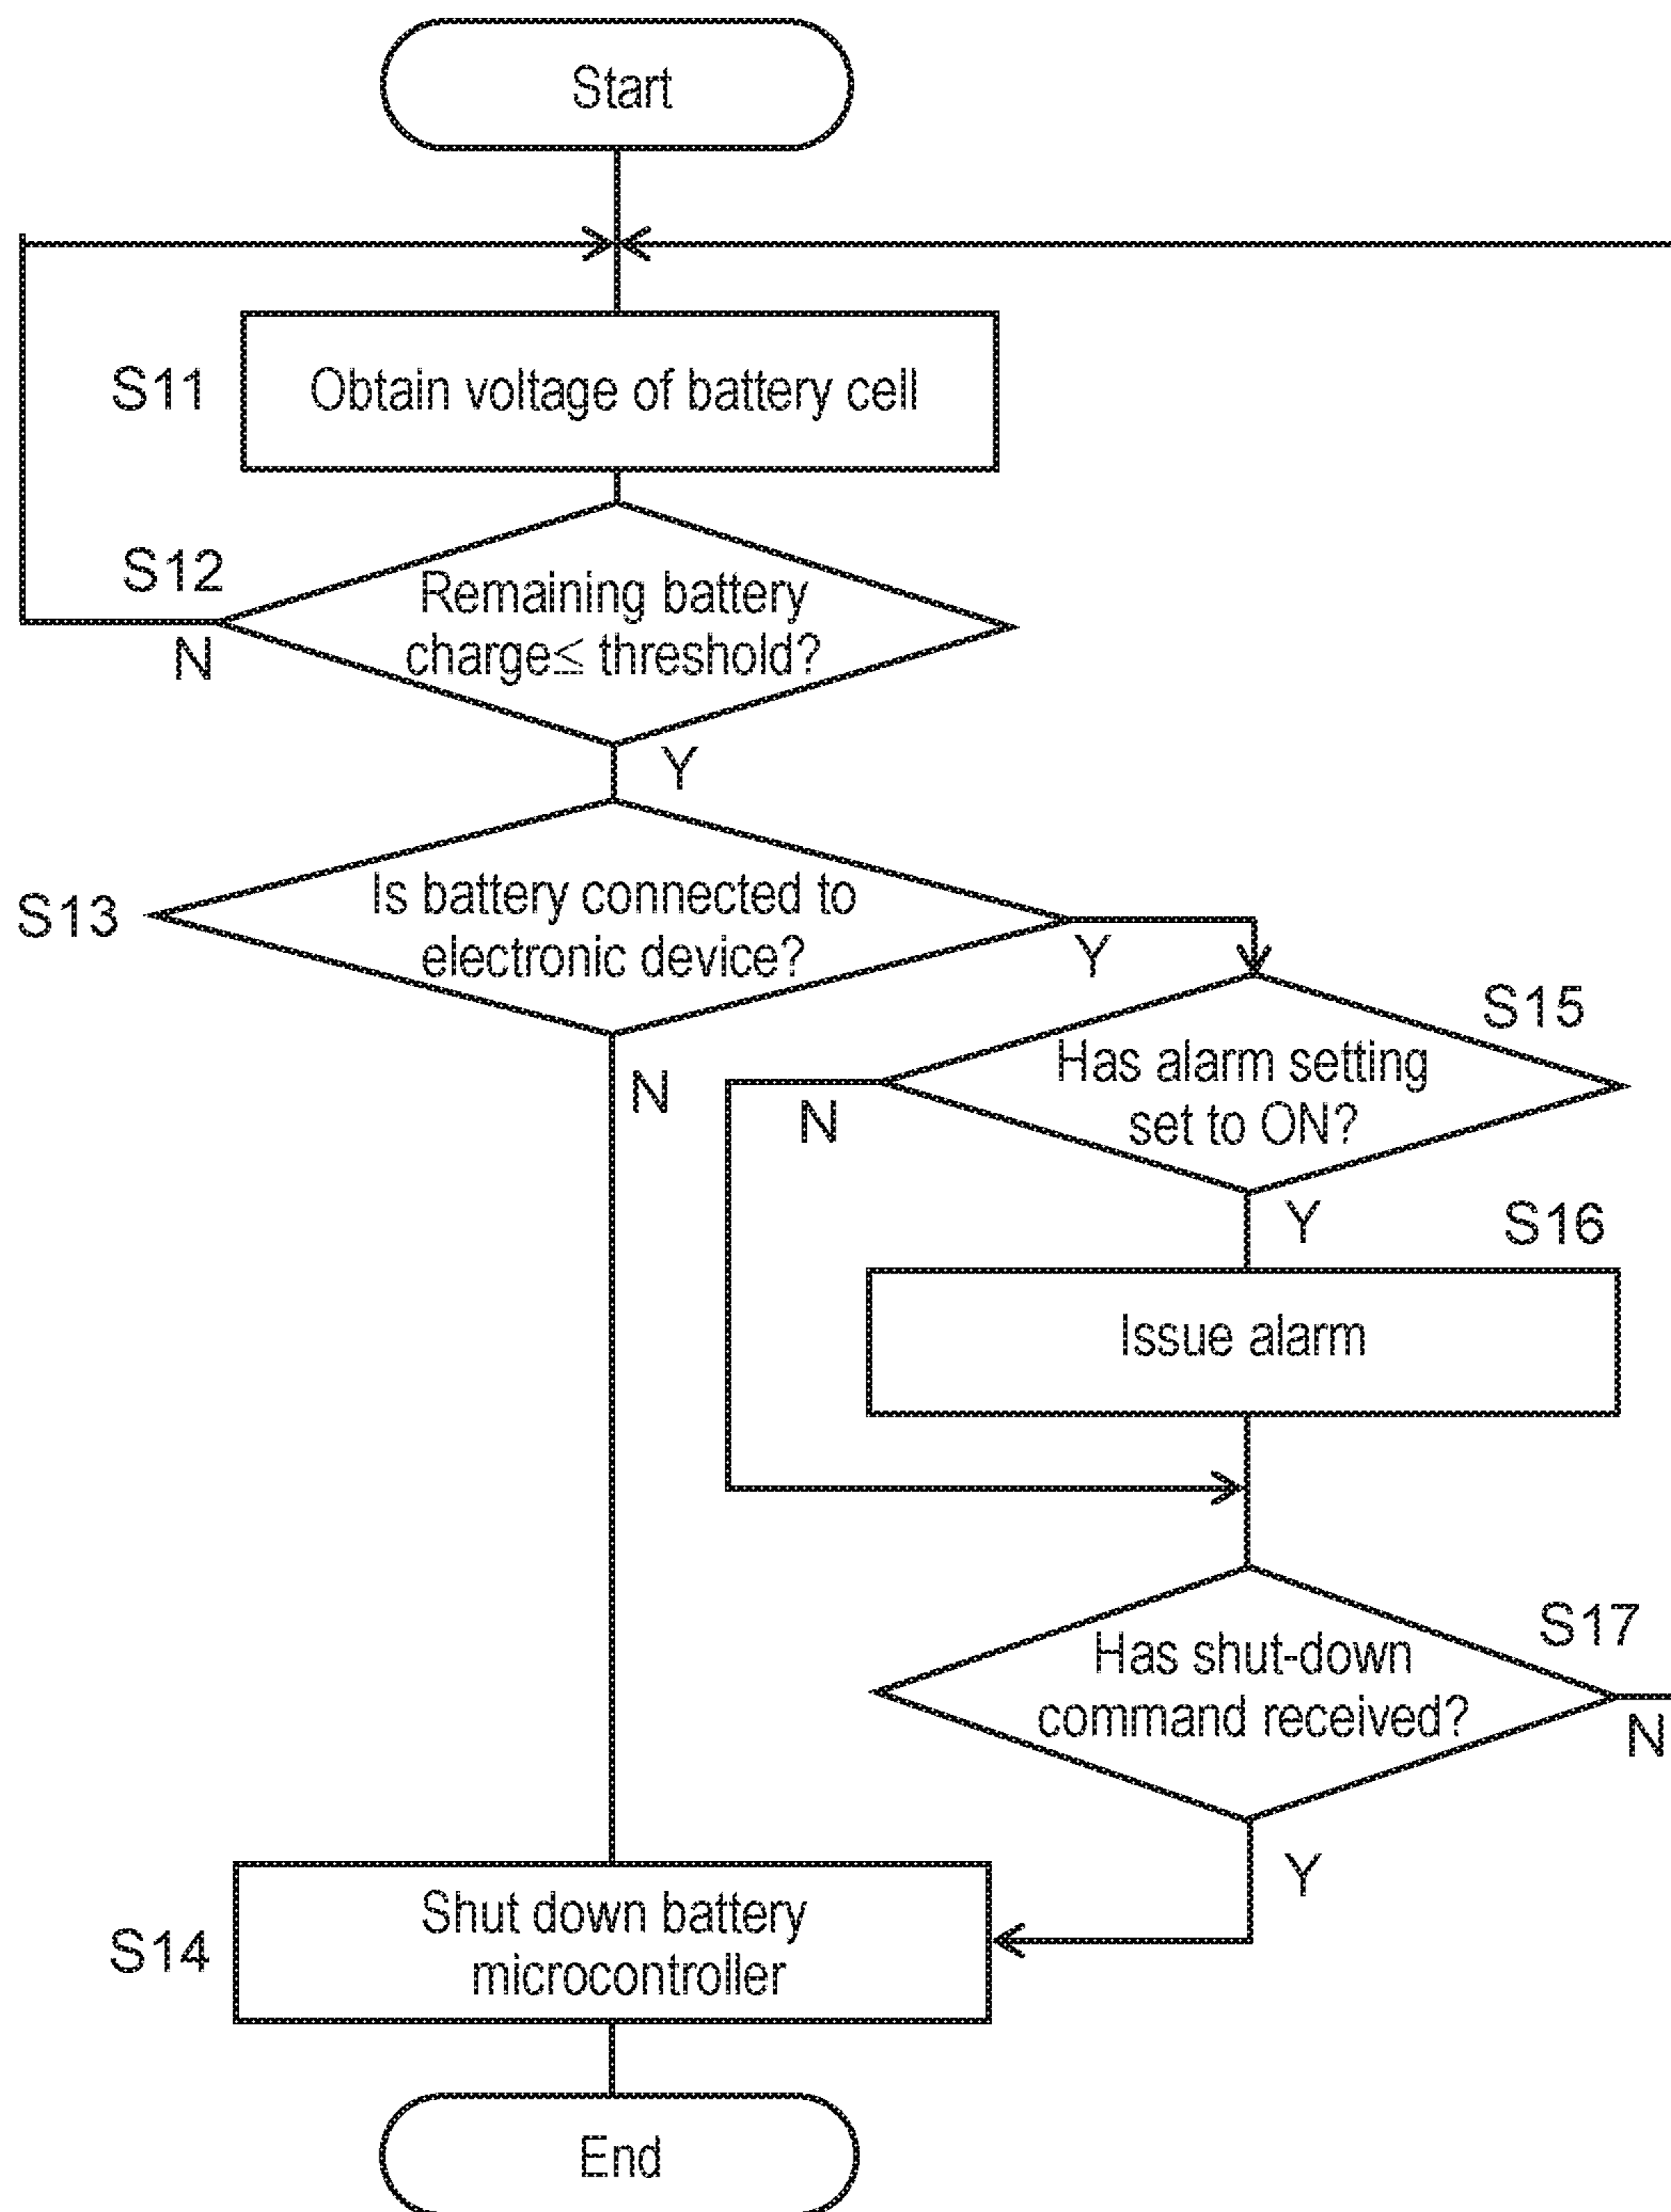 Start
S11
Obtain voltage of battery cell
S12
Remaining battery
charge≤ threshold?
N
Y
S13
Is battery connected to
electronic device?
Y
N
S15
Has alarm setting
set to ON?
N
Y
S16
Issue alarm
S17
Has shut-down
command received?
N
Y
S14
Shut down battery
microcontroller
End